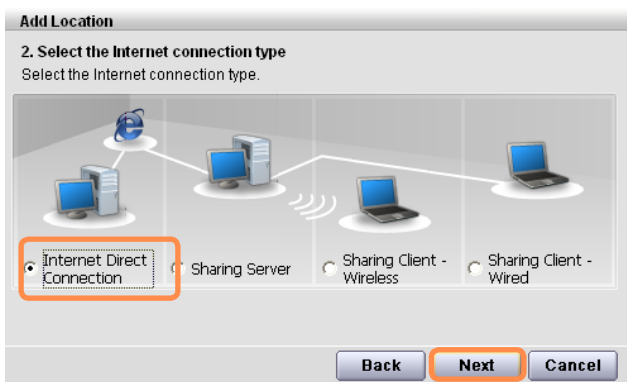 Add Location
2. Select the Internet connection type
Select the Internet connection type.
Internet Direct
Connection
Sharing Server
Sharing Client -
Wireless
Sharing Client -
Wired
Back
Next
Cancel